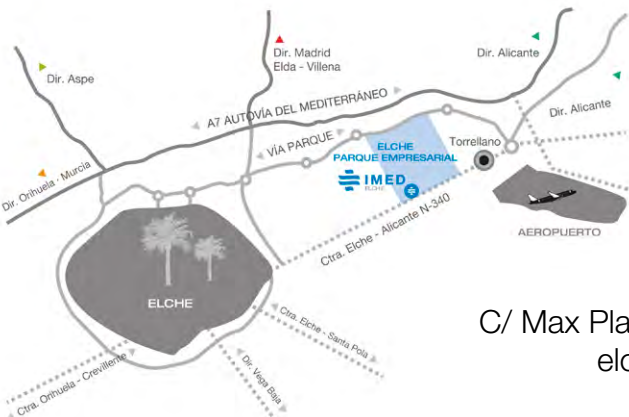 Dir. Madrid
Elda - Villena
Dir. Alicante
Dir. Aspe
Dir. Alicante
A7 AUTOVÍA DEL MEDITERRÁNEO
VÍA PARQUE
ELCHE
PARQUE EMPRESARIAL
Torrellano
IMED
ELCHE
Dir. Orihuela - Murcia
Ctra. Elche - Alicante N-340
AEROPUERTO
ELCHE
Ctra. Elche - Santa Pola
Dir. Vega Baja
Ctra. Orihuela - Crevillente
C/ Max Pla
elc